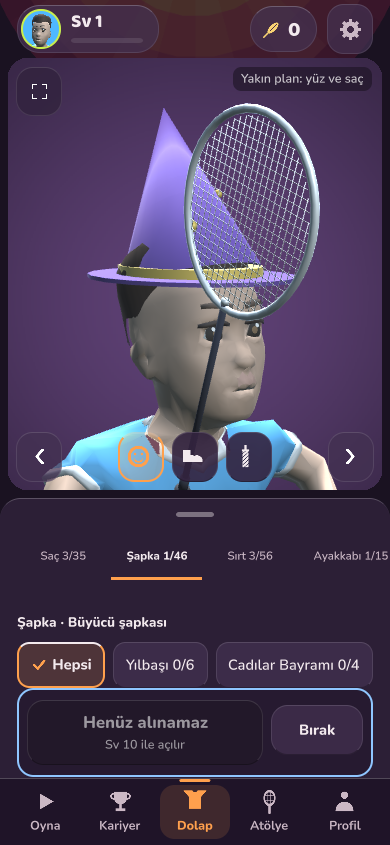 Sv 1
0
Yakın plan: yüz ve saç
Saç 3/35
Şapka 1/46
Sırt 3/56
Ayakkabı 1/15
Şapka · Büyücü şapkası
Hepsi
Yılbaşı 0/6
Cadılar Bayramı 0/4
Henüz alınamaz
Sv 10 ile açılır
Bırak
Oyna
Kariyer
Dolap
Atölye
Profil